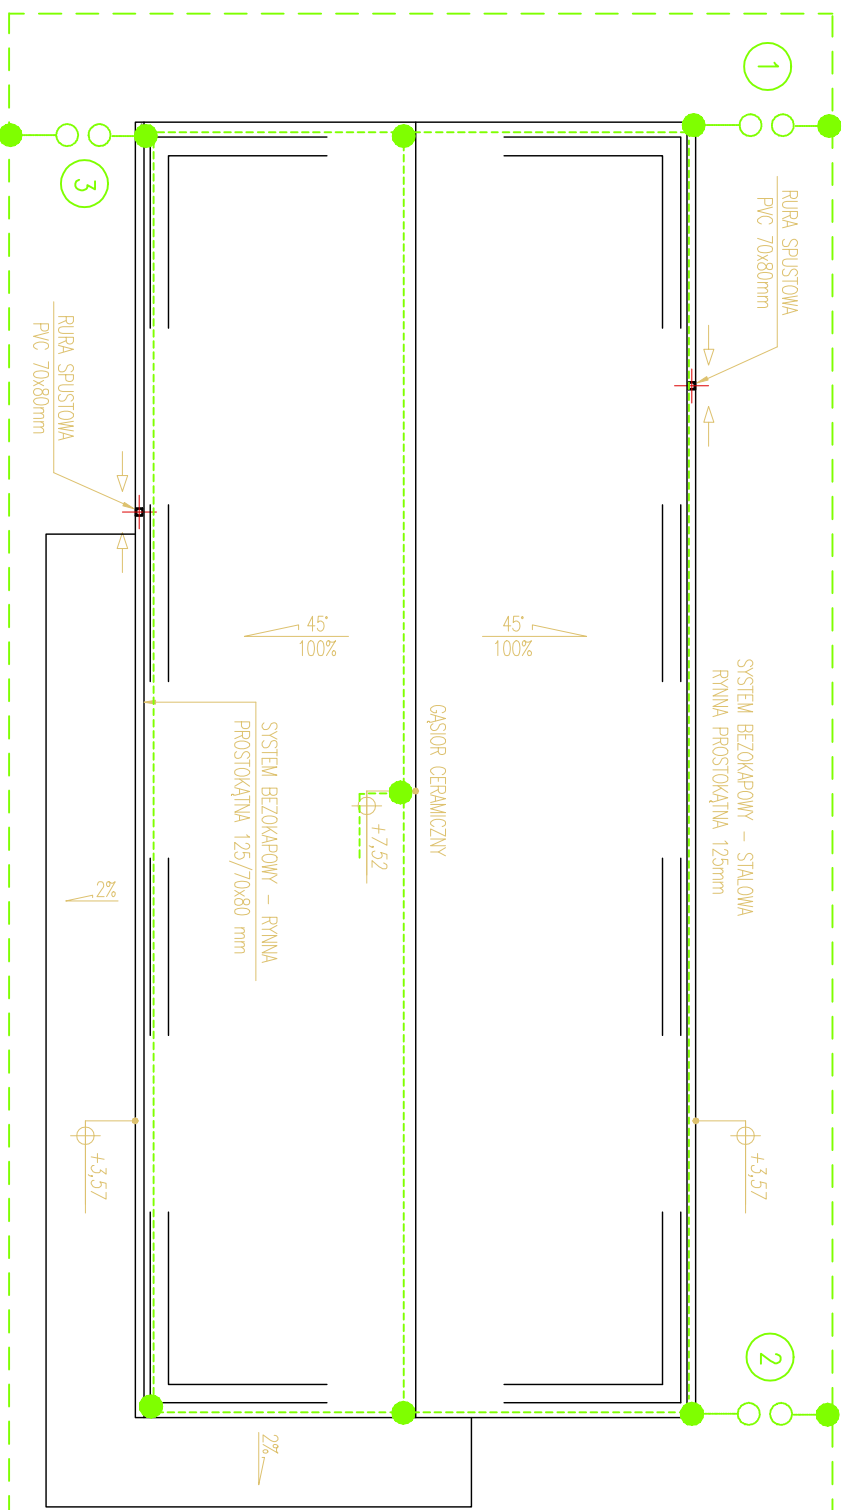 1
RURA SPUSTOWA
PVC 70x80mm
3
RURA SPUSTOWA
PVC 70x80mm
45°
100%
45°
100%
SYSTEM BEZOKAPOWY - STALOWA
RYNNA PROSTOKĄTNA 125mm
GĄSIOR CERAMICZNY
+7,52
SYSTEM BEZOKAPOWY - RYNNA
PROSTOKĄTNA 125/70x80 mm
2%
+3,57
+3,57
2
2%